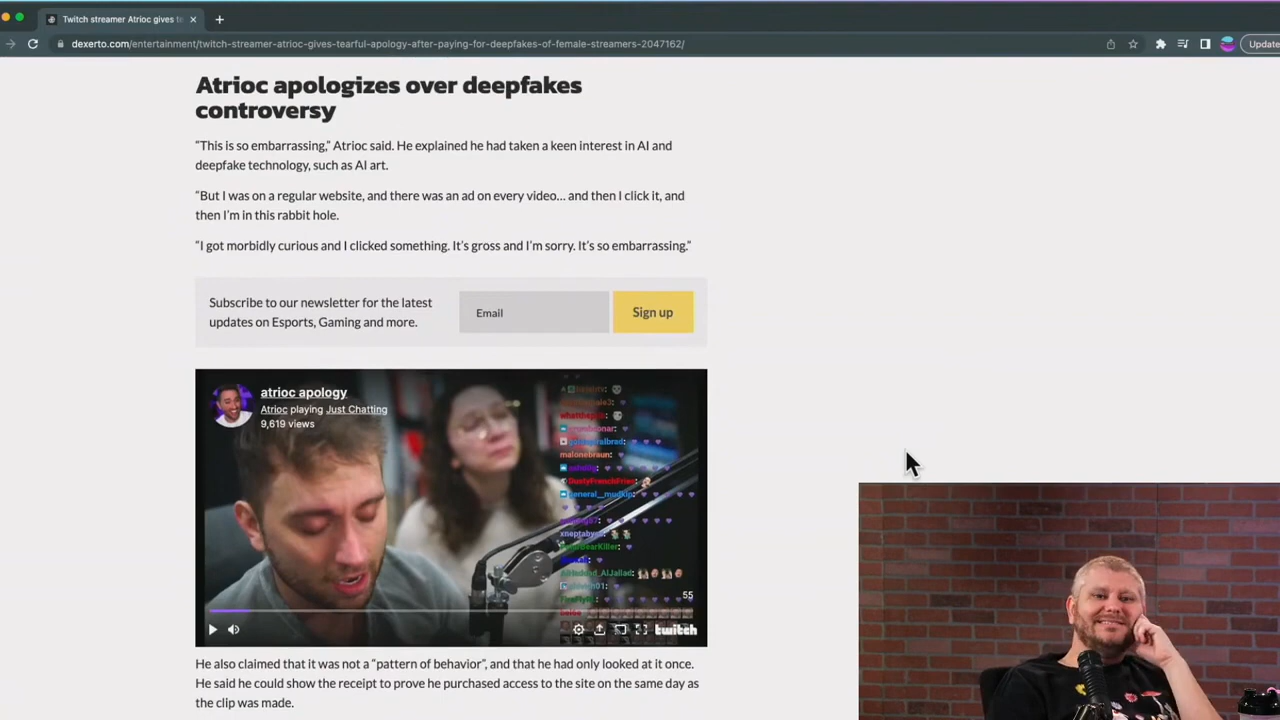 Twitch streamer Atrioc gives te
dexerto.com/entertainment/twitch-streamer-atrioc-gives-tearful-apology-after-paying-for-deepfakes-of-female-streamers-2047162/
Update
Atrioc apologizes over deepfakes
controversy
“This is so embarrassing,” Atrioc said. He explained he had taken a keen interest in AI and
deepfake technology, such as AI art.
“But I was on a regular website, and there was an ad on every video… and then I click it, and
then I’m in this rabbit hole.
“I got morbidly curious and I clicked something. It’s gross and I’m sorry. It’s so embarrassing.”
Subscribe to our newsletter for the latest
updates on Esports, Gaming and more.
Email
Sign up
atrioc apology
Atrioc playing Just Chatting
9,619 views
malonebraun:
DustyFrenchFries
general__mudkip
55
twitch
He also claimed that it was not a “pattern of behavior”, and that he had only looked at it once.
He said he could show the receipt to prove he purchased access to the site on the same day as
the clip was made.